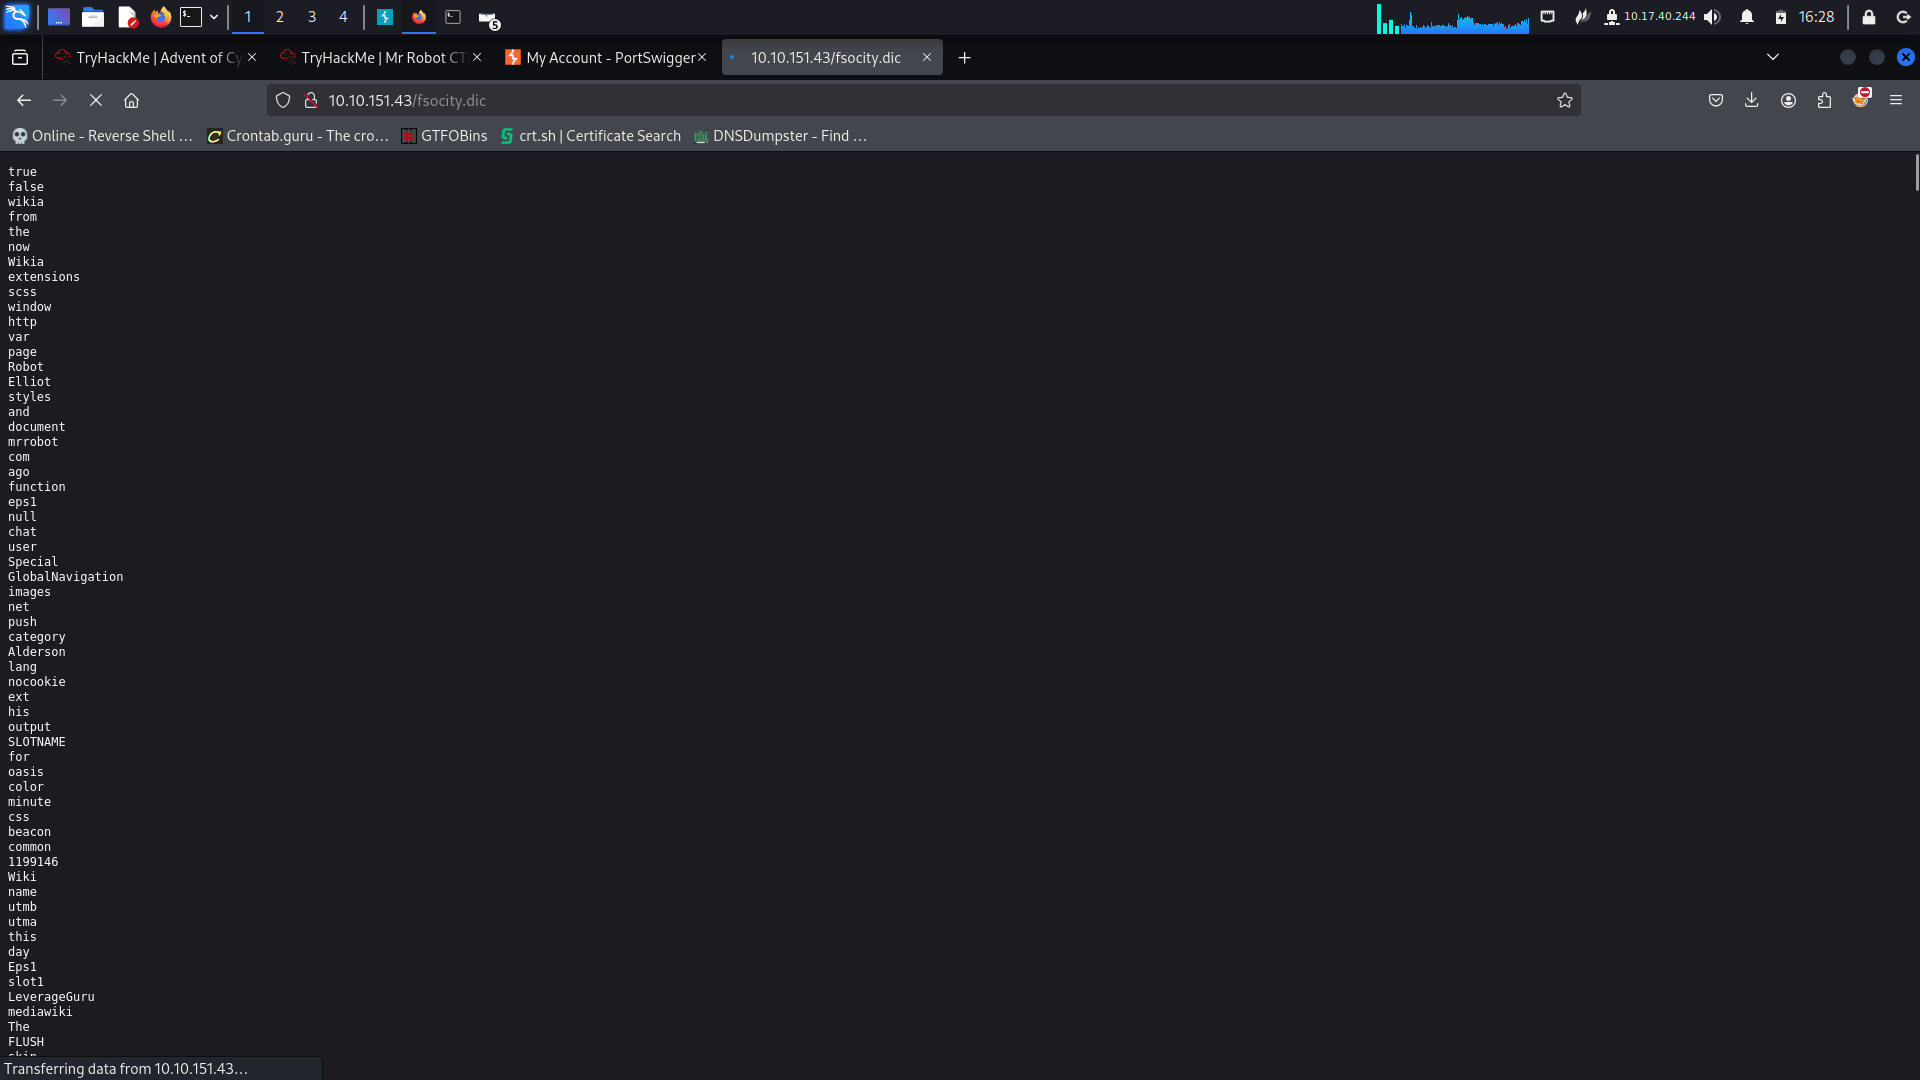 1 2 3 4 5 10.17.40.244 16:28
TryHackMe | Advent of Cy TryHackMe | Mr Robot CT My Account - PortSwigger 10.10.151.43/fsocity.dic
10.10.151.43/fsocity.dic
Online - Reverse Shell … Crontab.guru - The cro… GTFOBins crt.sh | Certificate Search DNSDumpster - Find …
true
false
wikia
from
the
now
Wikia
extensions
scss
window
http
var
page
Robot
Elliot
styles
and
document
mrrobot
com
ago
function
eps1
null
chat
user
Special
GlobalNavigation
images
net
push
category
Alderson
lang
nocookie
ext
his
output
SLOTNAME
for
oasis
color
minute
css
beacon
common
1199146
Wiki
name
utmb
utma
this
day
Eps1
slot1
LeverageGuru
mediawiki
The
FLUSH
Transferring data from 10.10.151.43…